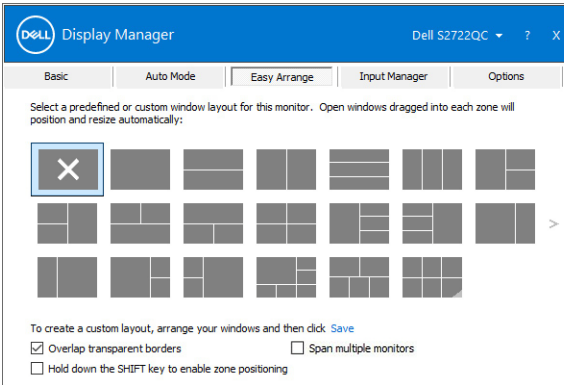 DELL Display Manager Dell S2722QC ? X
Basic Auto Mode Easy Arrange Input Manager Options
Select a predefined or custom window layout for this monitor. Open windows dragged into each zone will
position and resize automatically:
To create a custom layout, arrange your windows and then click Save
Overlap transparent borders Span multiple monitors
Hold down the SHIFT key to enable zone positioning